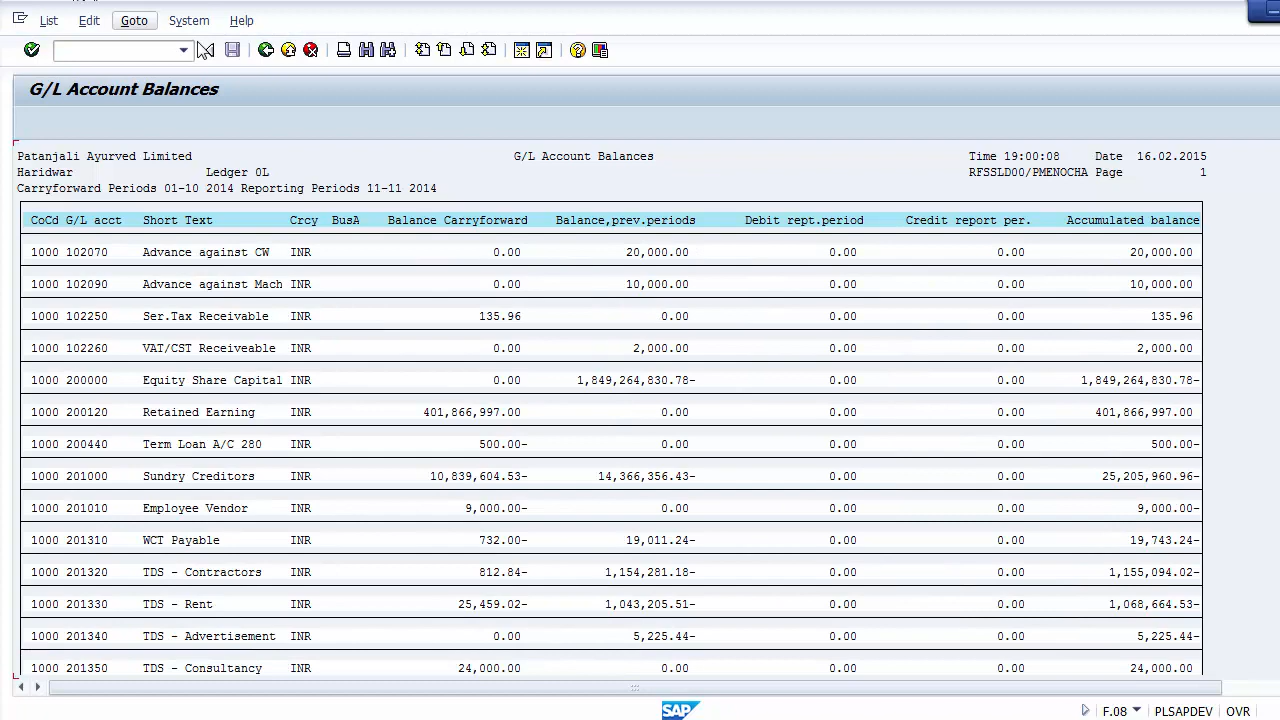 List Edit Goto System Help
G/L Account Balances
Patanjali Ayurved Limited G/L Account Balances Time 19:00:08 Date 16.02.2015
Haridwar Ledger 0L RFSSLD00/PMENOCHA Page 1
Carryforward Periods 01-10 2014 Reporting Periods 11-11 2014
CoCd G/L acct Short Text Crcy BusA Balance Carryforward Balance,prev.periods Debit rept.period Credit report per. Accumulated balance
1000 102070 Advance against CW INR 0.00 20,000.00 0.00 0.00 20,000.00
1000 102090 Advance against Mach INR 0.00 10,000.00 0.00 0.00 10,000.00
1000 102250 Ser.Tax Receivable INR 135.96 0.00 0.00 0.00 135.96
1000 102260 VAT/CST Receiveable INR 0.00 2,000.00 0.00 0.00 2,000.00
1000 200000 Equity Share Capital INR 0.00 1,849,264,830.78- 0.00 0.00 1,849,264,830.78-
1000 200120 Retained Earning INR 401,866,997.00 0.00 0.00 0.00 401,866,997.00
1000 200440 Term Loan A/C 280 INR 500.00- 0.00 0.00 0.00 500.00-
1000 201000 Sundry Creditors INR 10,839,604.53- 14,366,356.43- 0.00 0.00 25,205,960.96-
1000 201010 Employee Vendor INR 9,000.00- 0.00 0.00 0.00 9,000.00-
1000 201310 WCT Payable INR 732.00- 19,011.24- 0.00 0.00 19,743.24-
1000 201320 TDS - Contractors INR 812.84- 1,154,281.18- 0.00 0.00 1,155,094.02-
1000 201330 TDS - Rent INR 25,459.02- 1,043,205.51- 0.00 0.00 1,068,664.53-
1000 201340 TDS - Advertisement INR 0.00 5,225.44- 0.00 0.00 5,225.44-
1000 201350 TDS - Consultancy INR 24,000.00 0.00 0.00 0.00 24,000.00
SAP F.08 PLSAPDEV OVR